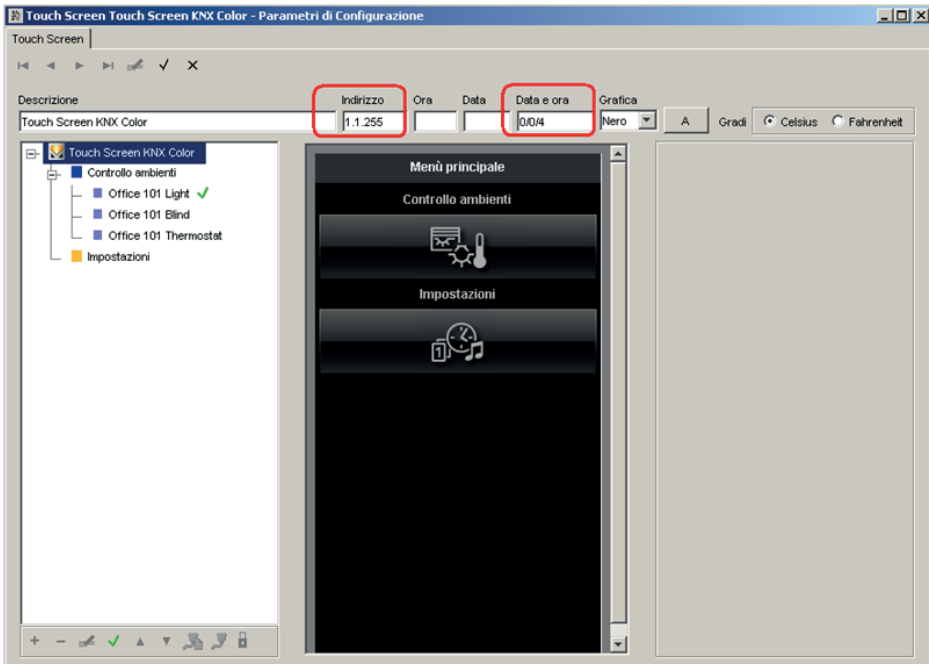 Touch Screen Touch Screen KNX Color - Parametri di Configurazione
Touch Screen
Descrizione Indirizzo Ora Data Data e ora Grafica
Touch Screen KNX Color 1.1.255 0/0/4 Nero A Gradi Celsius Fahrenheit
Touch Screen KNX Color
Controllo ambienti
Office 101 Light
Office 101 Blind
Office 101 Thermostat
Impostazioni
Menù principale
Controllo ambienti
Impostazioni
1